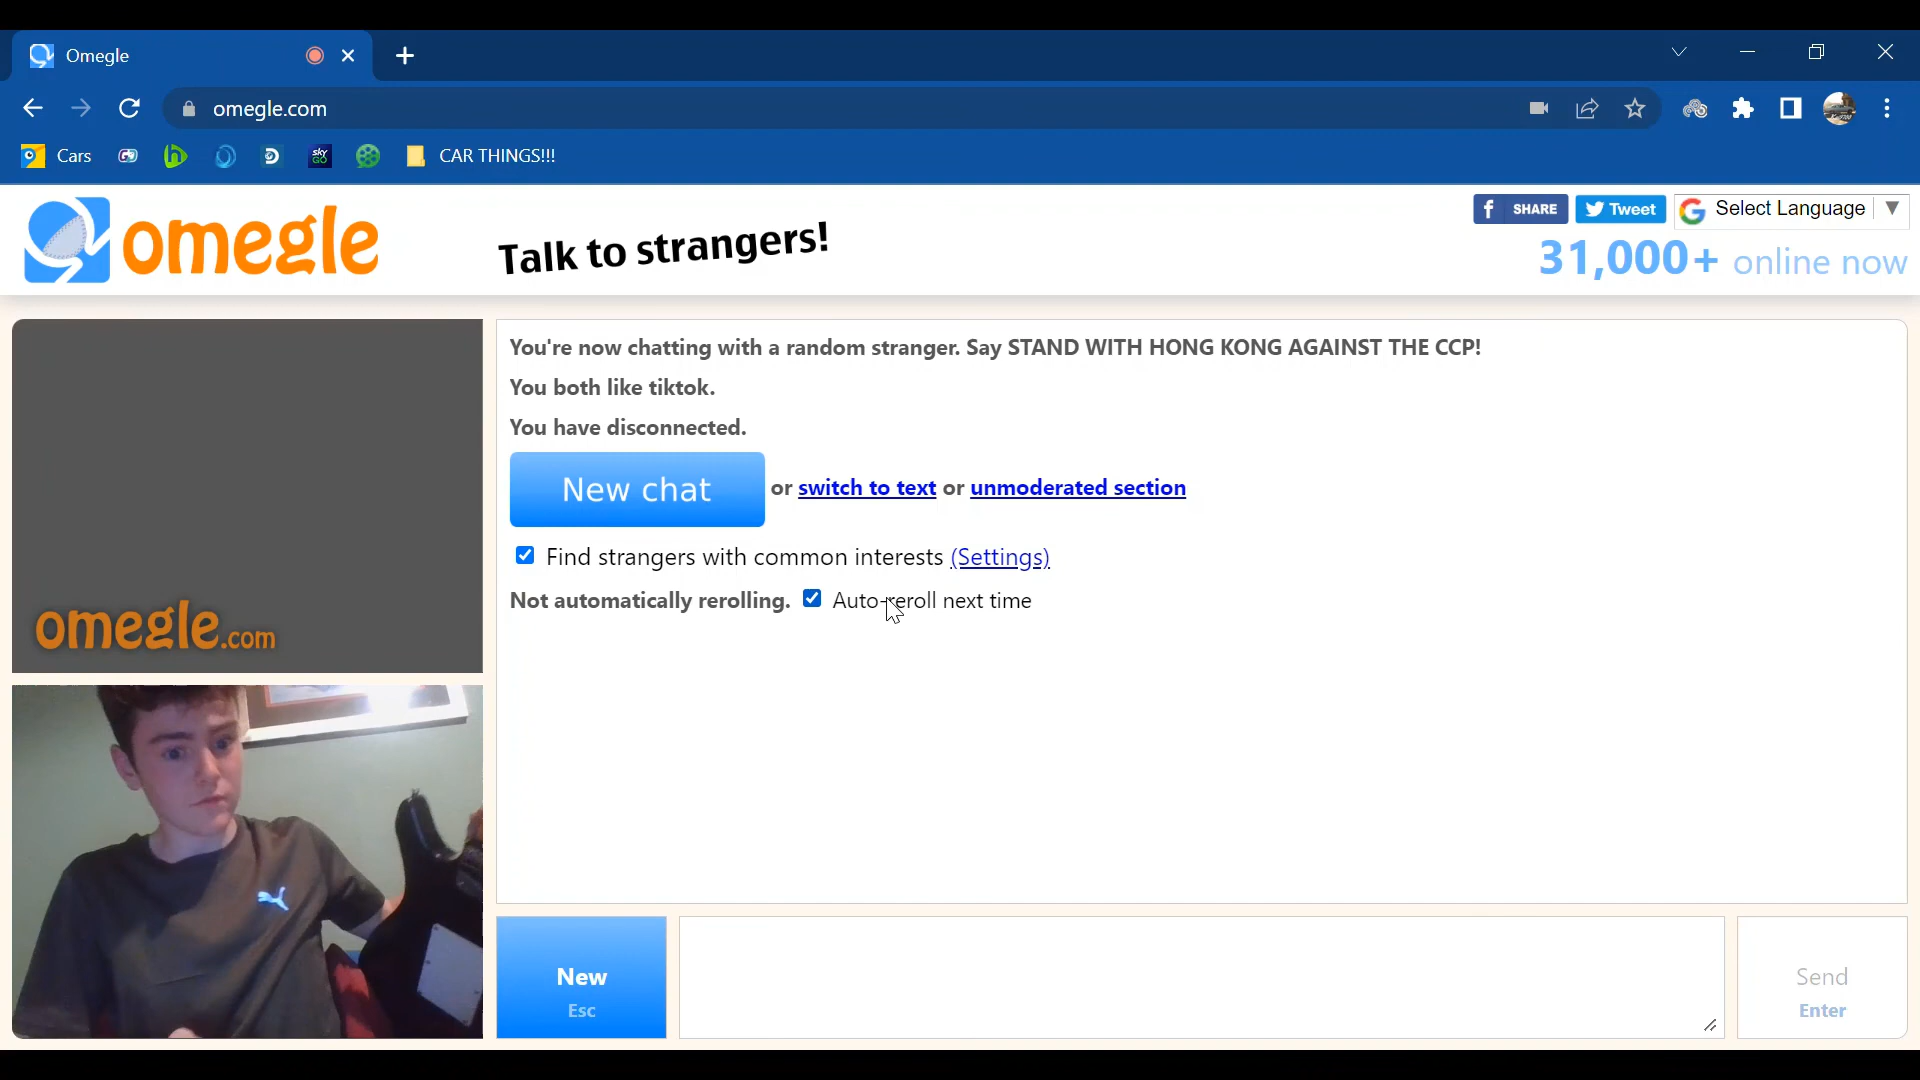 Omegle
omegle.com
Cars
sky GO
CAR THINGS!!!
omegle
Talk to strangers!
f SHARE
Tweet
G Select Language ▼
31,000+ online now
You're now chatting with a random stranger. Say STAND WITH HONG KONG AGAINST THE CCP!
You both like tiktok.
You have disconnected.
New chat or switch to text or unmoderated section
Find strangers with common interests (Settings)
Not automatically rerolling. Auto-reroll next time
omegle.com
New
Esc
Send
Enter